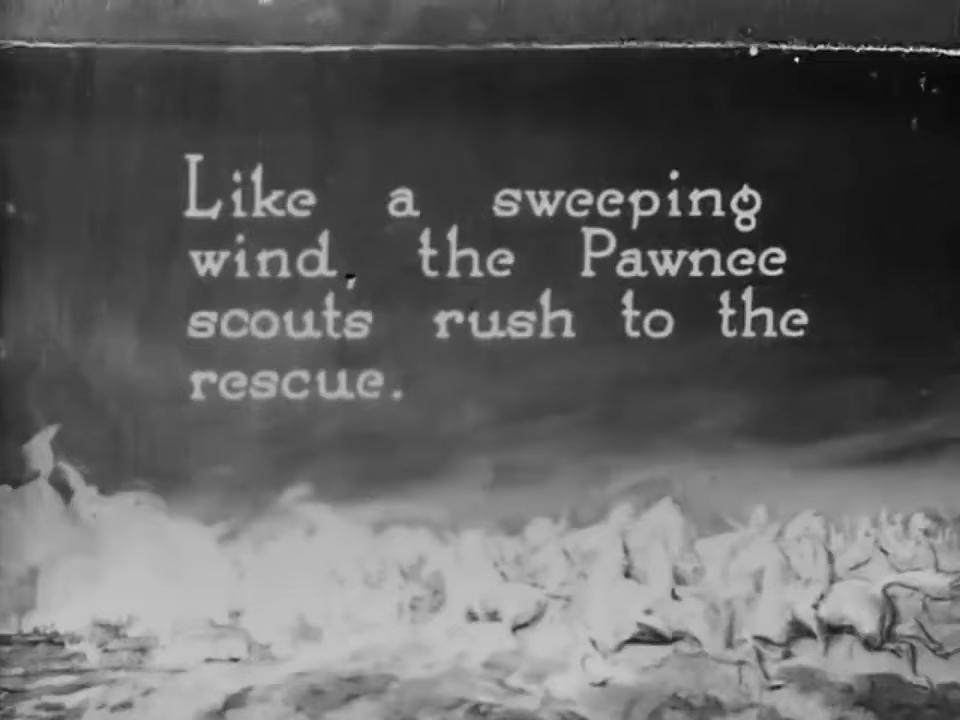 Like a sweeping
wind, the Pawnee
scouts rush to the
rescue.